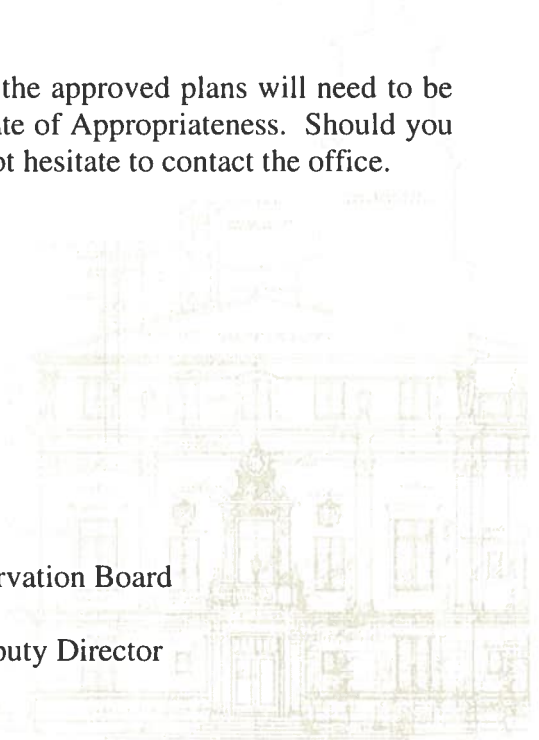 the approved plans will need to be
te of Appropriateness. Should you
ot hesitate to contact the office.
rvation Board
puty Director